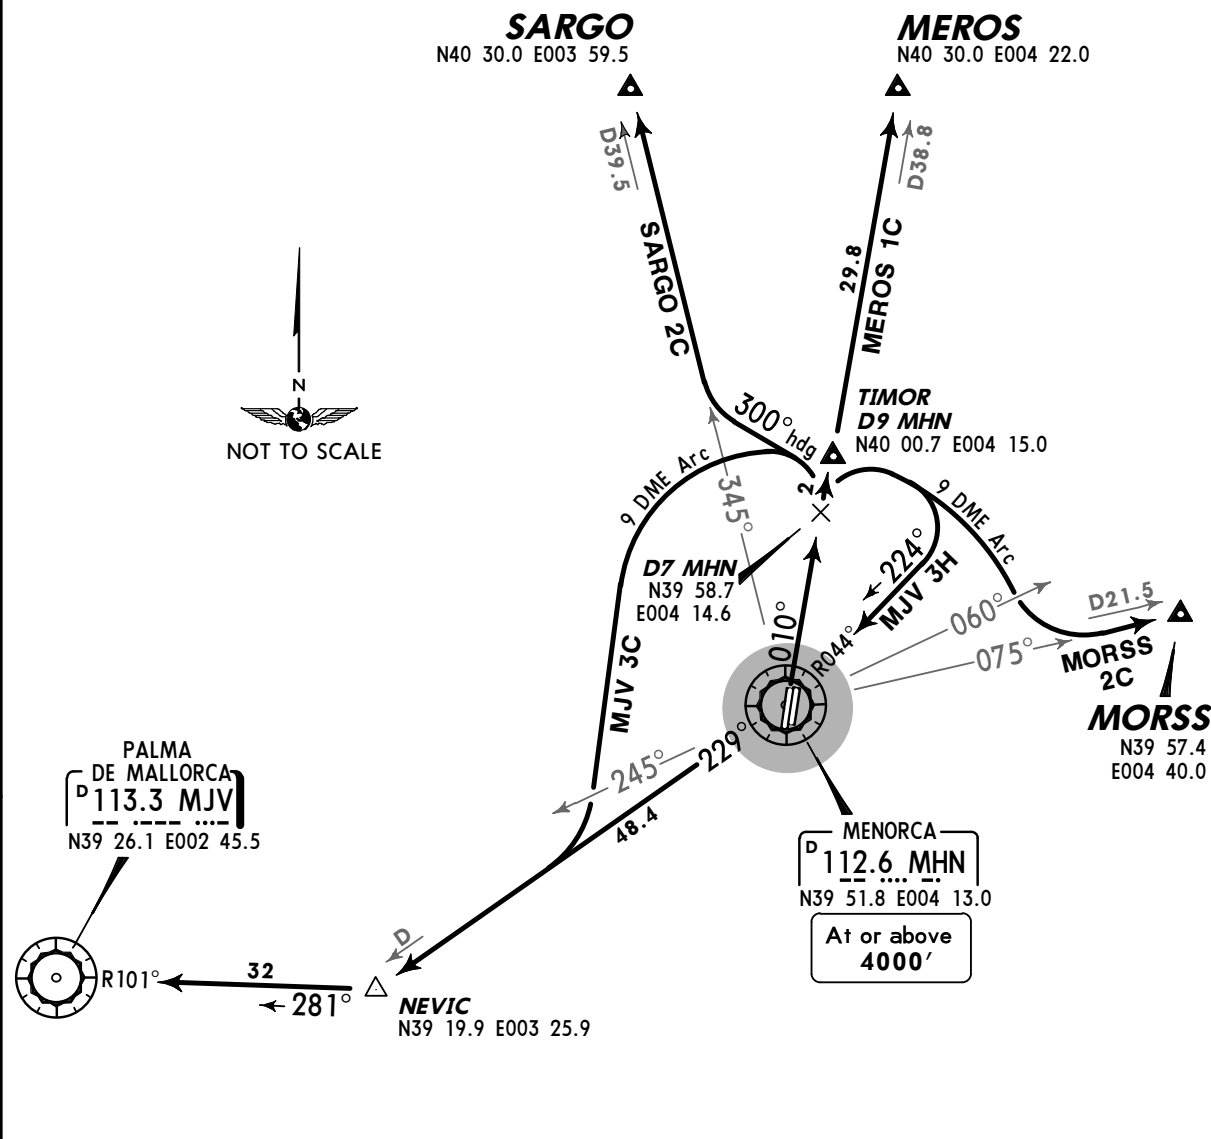 SARGO
N40 30.0 E003 59.5
MEROS
N40 30.0 E004 22.0
D39.5
D38.8
SARGO 2C
29.8
MEROS 1C
N
NOT TO SCALE
300° hdg
TIMOR
D9 MHN
N40 00.7 E004 15.0
9 DME Arc
345°
2
9 DME Arc
D7 MHN
N39 58.7
E004 14.6
224°
MJV 3H
010°
R044°
060°
075°
D21.5
MORSS
2C
MORSS
N39 57.4
E004 40.0
MJV 3C
229°
245°
48.4
PALMA
DE MALLORCA
D 113.3 MJV
N39 26.1 E002 45.5
MENORCA
D 112.6 MHN
N39 51.8 E004 13.0
At or above
4000'
D
R101°
32
281°
NEVIC
N39 19.9 E003 25.9